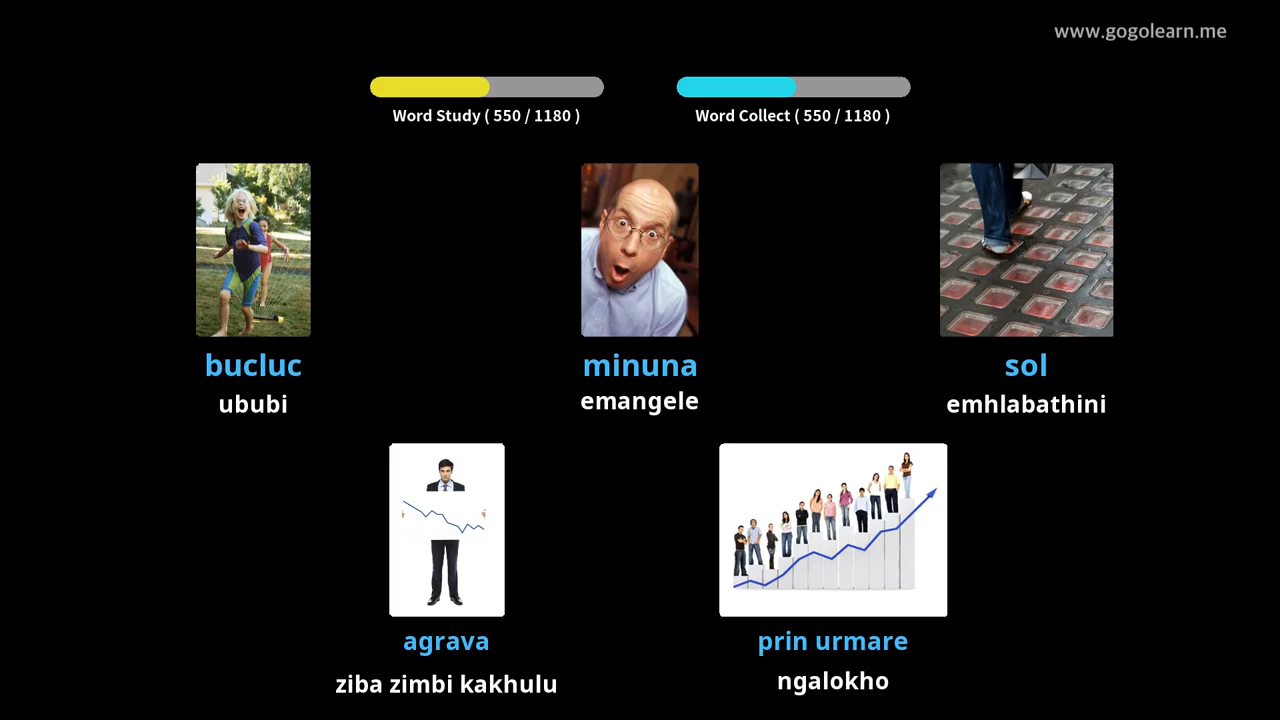 www.gogolearn.me
Word Study ( 550 / 1180 )
Word Collect ( 550 / 1180 )
bucluc
ububi
minuna
emangele
sol
emhlabathini
agrava
ziba zimbi kakhulu
prin urmare
ngalokho